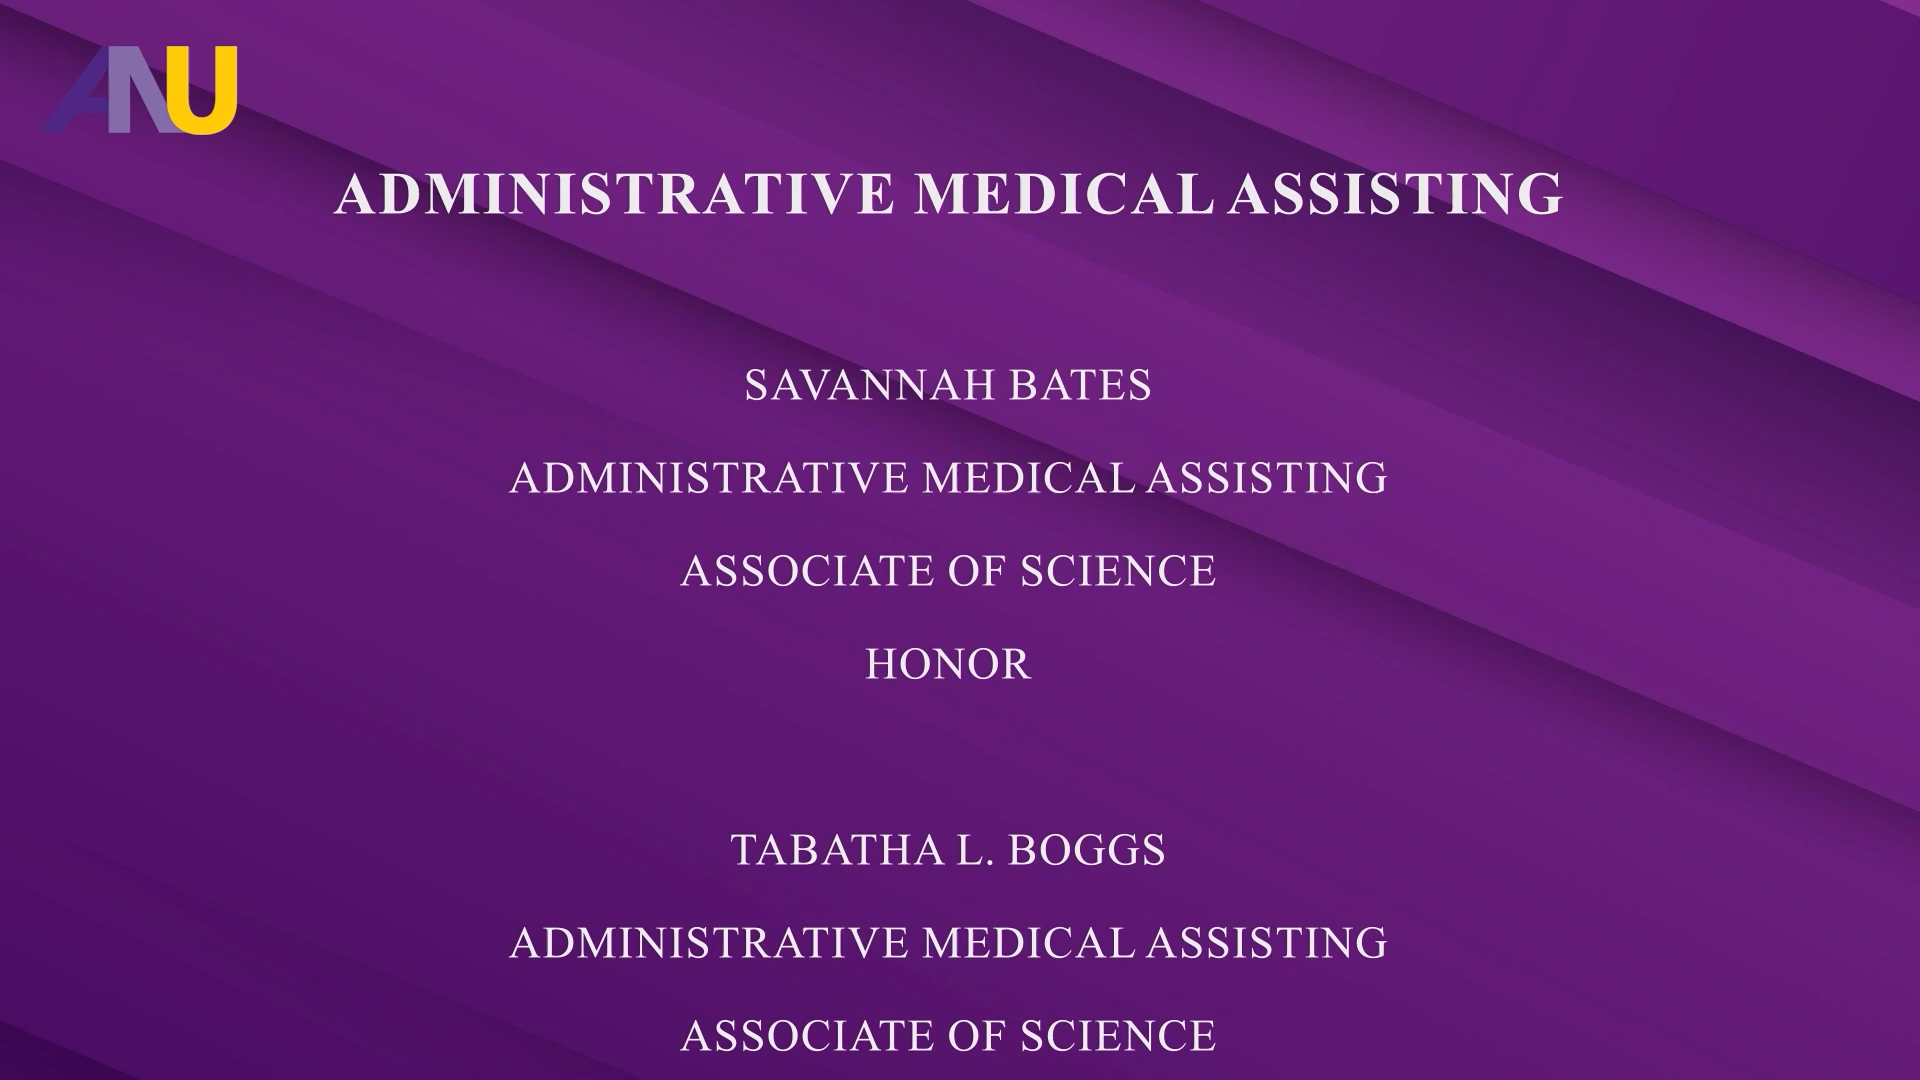 ANU
ADMINISTRATIVE MEDICAL ASSISTING
SAVANNAH BATES
ADMINISTRATIVE MEDICAL ASSISTING
ASSOCIATE OF SCIENCE
HONOR
TABATHA L. BOGGS
ADMINISTRATIVE MEDICAL ASSISTING
ASSOCIATE OF SCIENCE